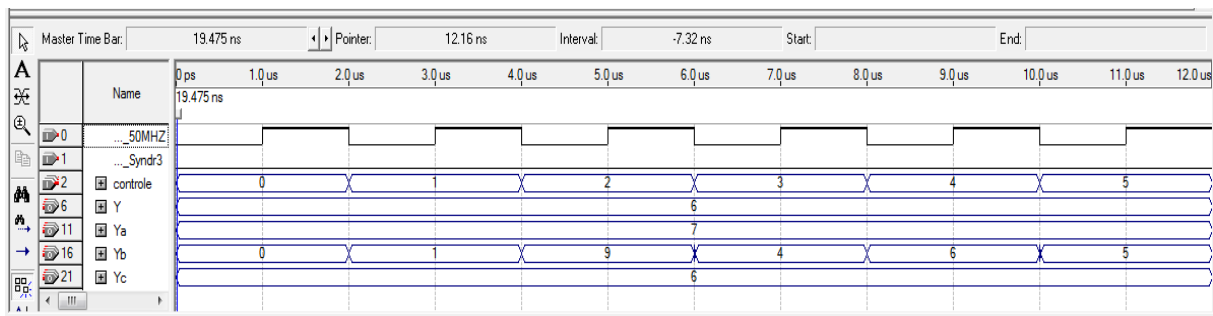 Master Time Bar: 19.475 ns Pointer: 12.16 ns Interval: -7.32 ns Start: End:
A Name 0 ps 1.0 us 2.0 us 3.0 us 4.0 us 5.0 us 6.0 us 7.0 us 8.0 us 9.0 us 10.0 us 11.0 us 12.0 us
19.475 ns
0 ..._50MHZ
1 ..._Syndr3
2 controle 0 1 2 3 4 5
6 Y 6
11 Ya 7
16 Yb 0 1 9 4 6 5
21 Yc 6